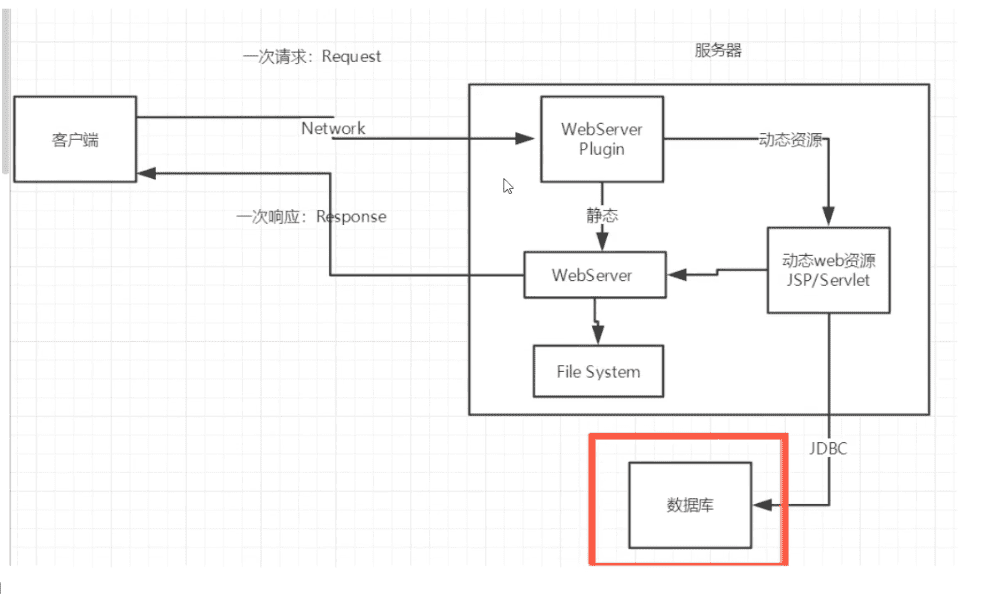 一次请求：Request
服务器
客户端
Network
WebServer
Plugin
动态资源
一次响应：Response
静态
WebServer
动态web资源
JSP/Servlet
File System
JDBC
数据库